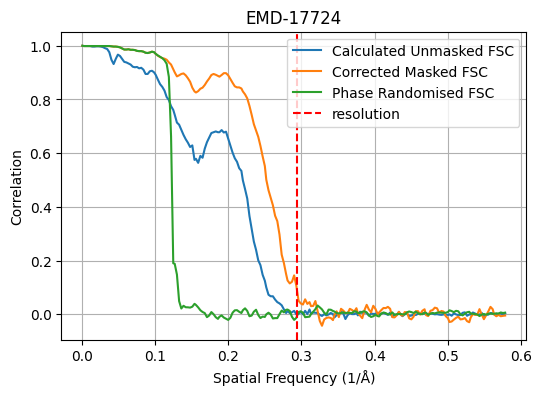 EMD-17724
Calculated Unmasked FSC
Corrected Masked FSC
Phase Randomised FSC
resolution
Correlation
1.0
0.8
0.6
0.4
0.2
0.0
0.0 0.1 0.2 0.3 0.4 0.5 0.6
Spatial Frequency (1/Å)